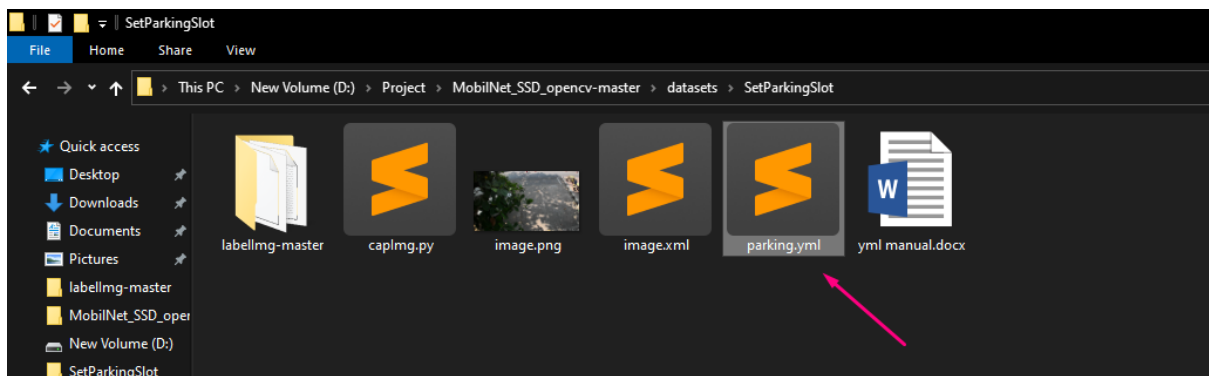 SetParkingSlot
File Home Share View
This PC > New Volume (D:) > Project > MobilNet_SSD_opencv-master > datasets > SetParkingSlot
Quick access
Desktop
Downloads
Documents
Pictures
labelImg-master
MobilNet_SSD_oper
New Volume (D:)
SetParkingSlot
labelImg-master
capImg.py
image.png
image.xml
parking.yml
W
yml manual.docx